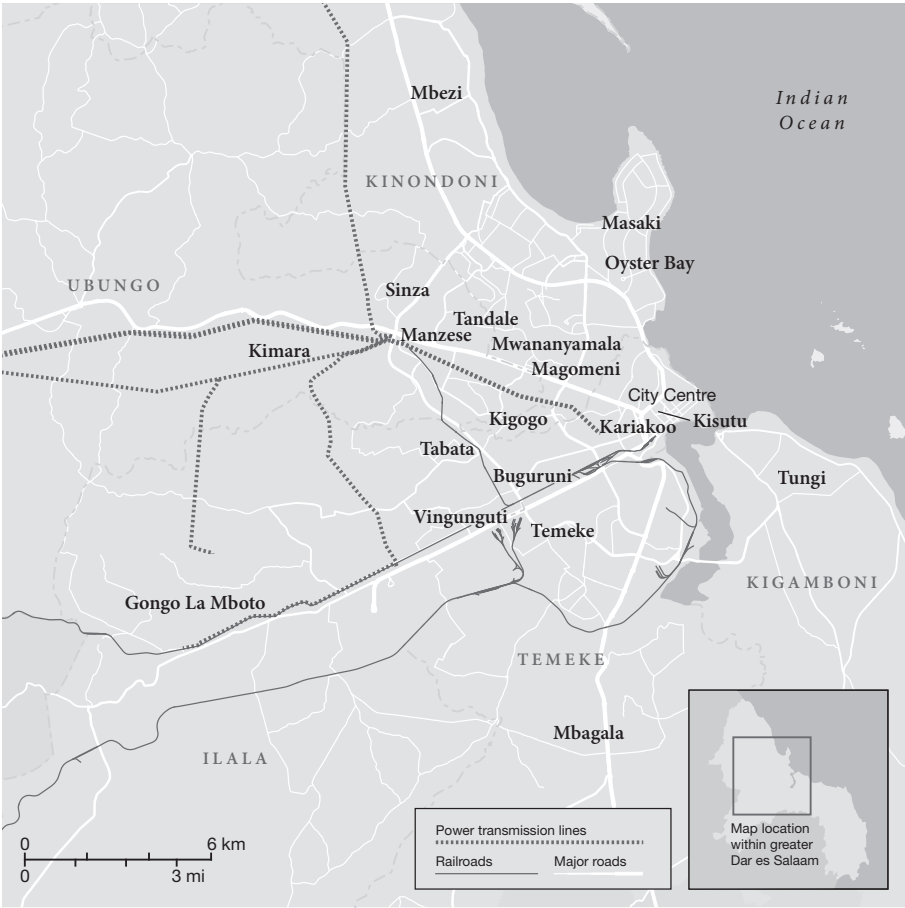 Indian
Ocean
Mbezi
KINONDONI
Masaki
Oyster Bay
UBUNGO
Sinza
Tandale
Manzese
Mwananyamala
Kimara
Magomeni
City Centre
Kigogo
Kariakoo
Kisutu
Tabata
Buguruni
Tungi
Vingunguti
Temeke
KIGAMBONI
Gongo La Mboto
TEMEKE
Mbagala
ILALA
0 6 km
0 3 mi
Power transmission lines
Railroads
Major roads
Map location
within greater
Dar es Salaam